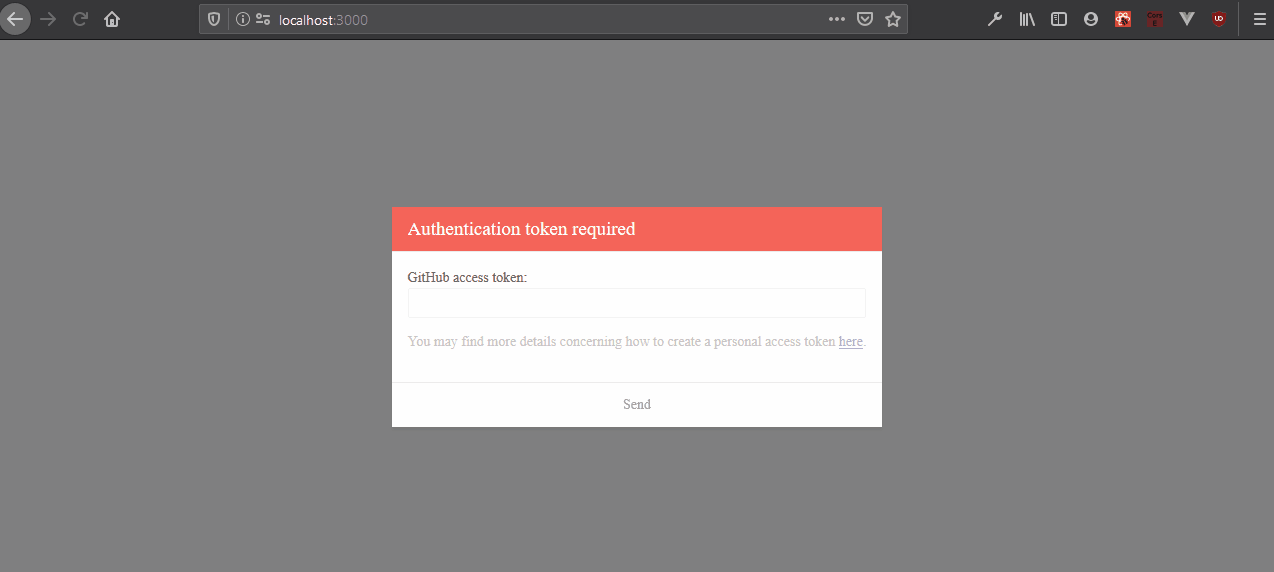 localhost:3000
Cors
E
Authentication token required
GitHub access token:
You may find more details concerning how to create a personal access token here.
Send